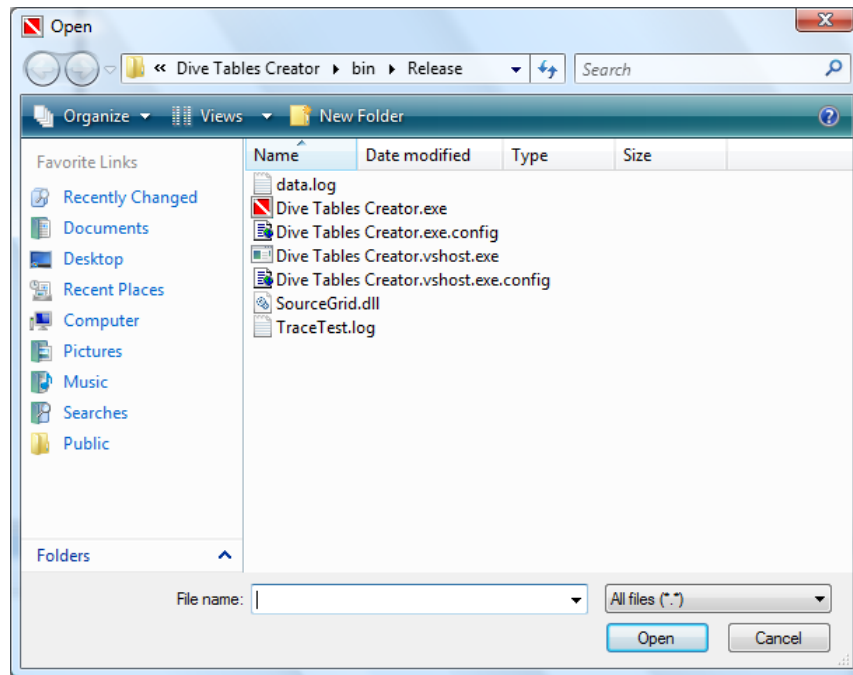 Open
« Dive Tables Creator ▸ bin ▸ Release Search
Organize Views New Folder
Favorite Links
Recently Changed
Documents
Desktop
Recent Places
Computer
Pictures
Music
Searches
Public
Folders
Name Date modified Type Size
data.log
Dive Tables Creator.exe
Dive Tables Creator.exe.config
Dive Tables Creator.vshost.exe
Dive Tables Creator.vshost.exe.config
SourceGrid.dll
TraceTest.log
File name: All files (*.*)
Open Cancel